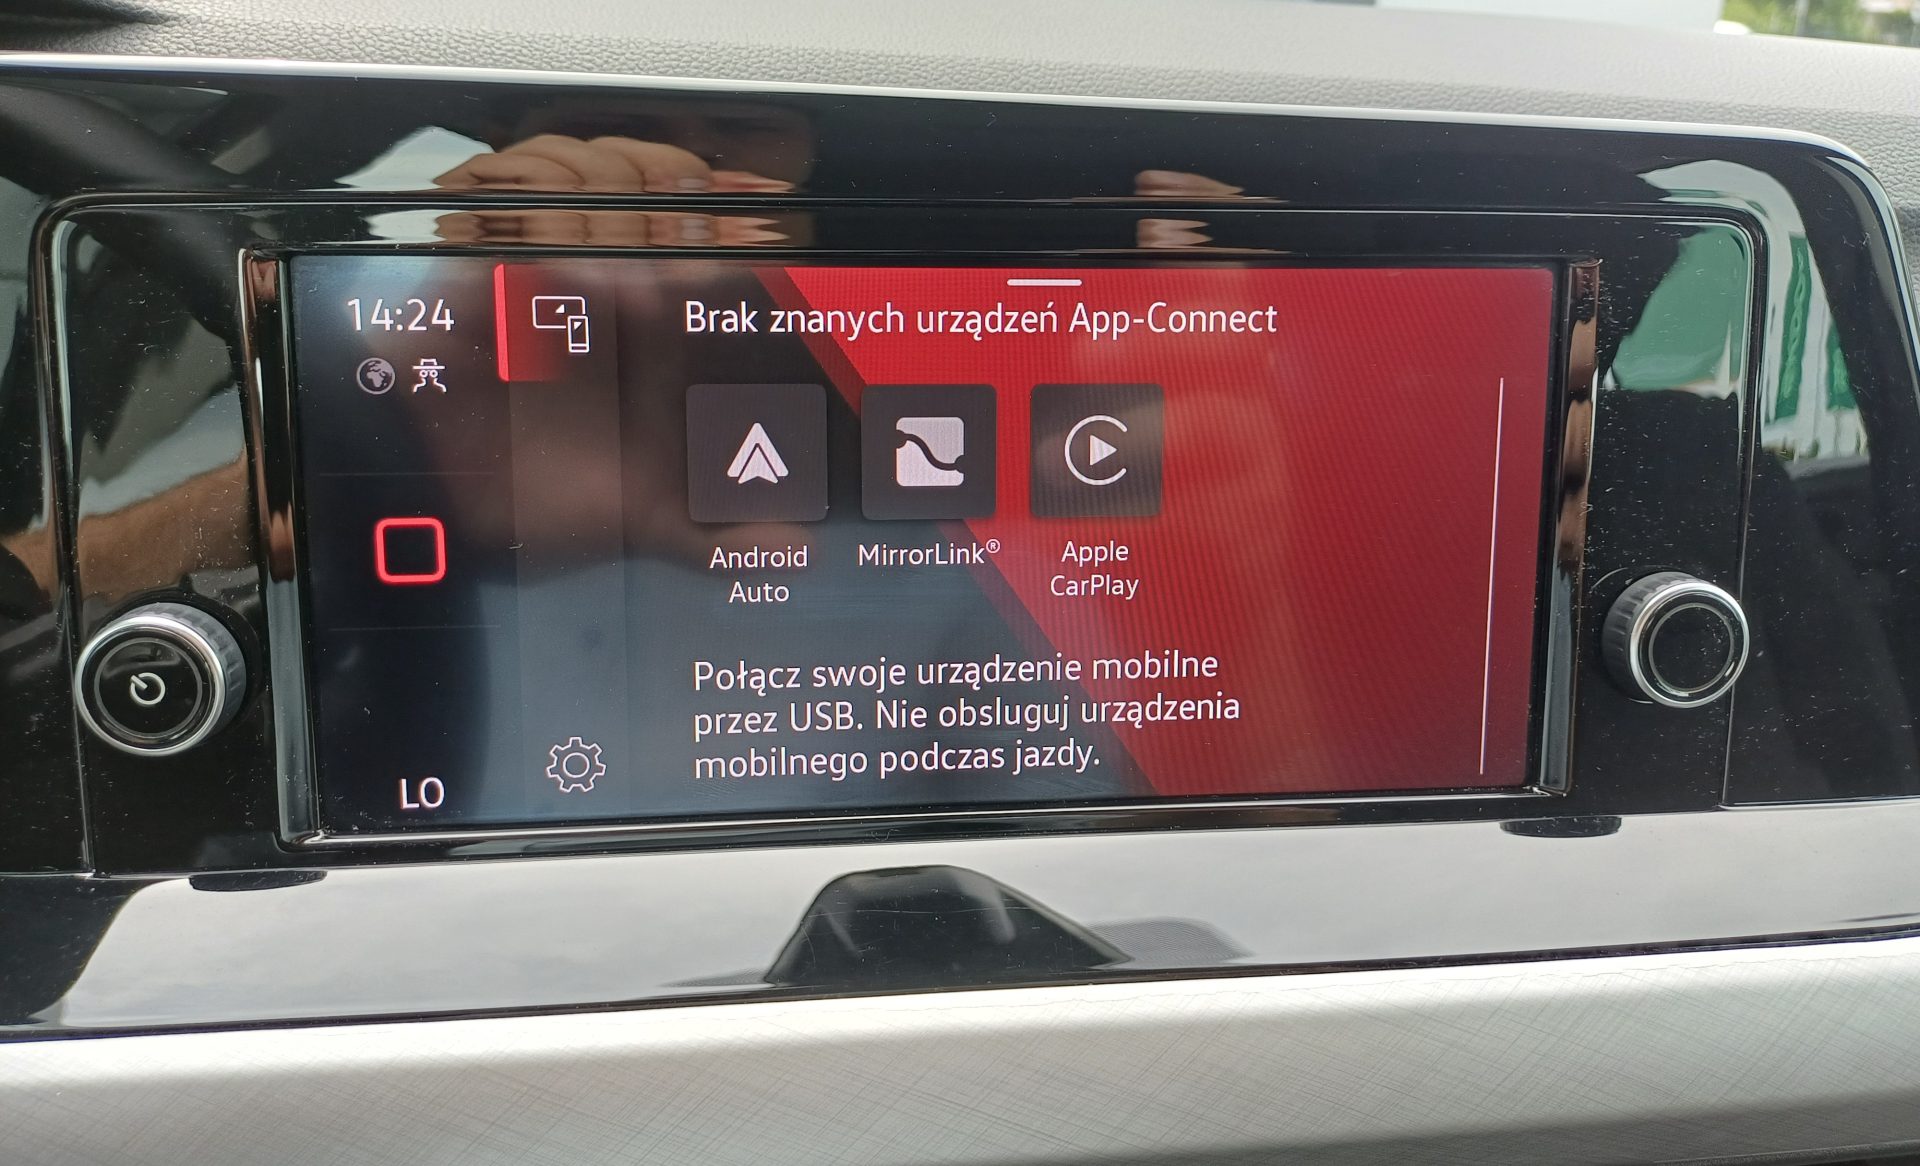 14:24
Brak znanych urządzeń App-Connect
Android
Auto
MirrorLink®
Apple
CarPlay
Połącz swoje urządzenie mobilne
przez USB. Nie obsluguj urządzenia
mobilnego podczas jazdy.
LO